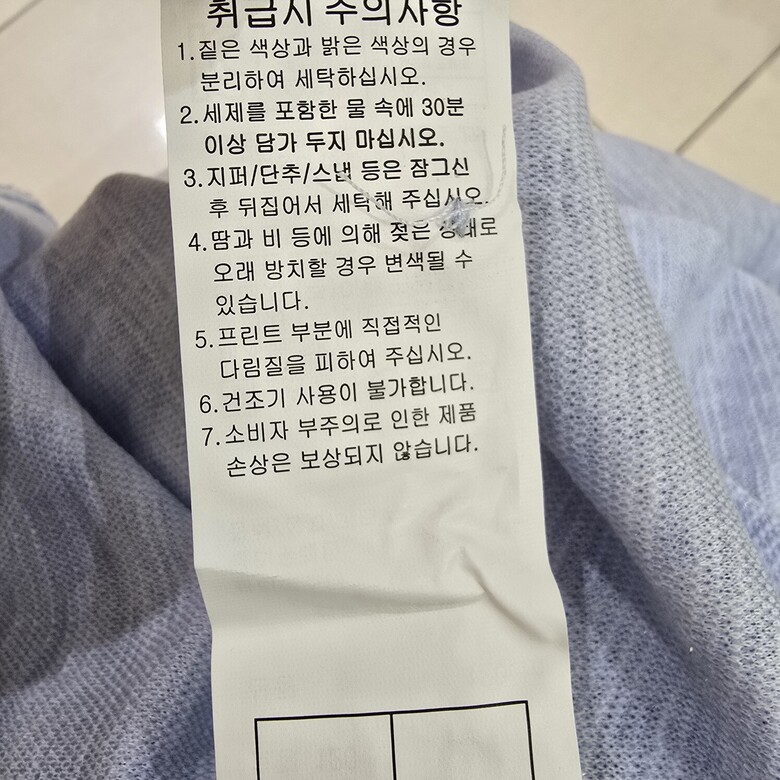 취급시 주의사항
1. 짙은 색상과 밝은 색상의 경우
분리하여 세탁하십시오.
2. 세제를 포함한 물 속에 30분
이상 담가 두지 마십시오.
3. 지퍼/단추/스냅 등은 잠그신
후 뒤집어서 세탁해 주십시오.
4. 땀과 비 등에 의해 젖은 상태로
오래 방치할 경우 변색될 수
있습니다.
5. 프린트 부분에 직접적인
다림질을 피하여 주십시오.
6. 건조기 사용이 불가합니다.
7. 소비자 부주의로 인한 제품
손상은 보상되지 않습니다.